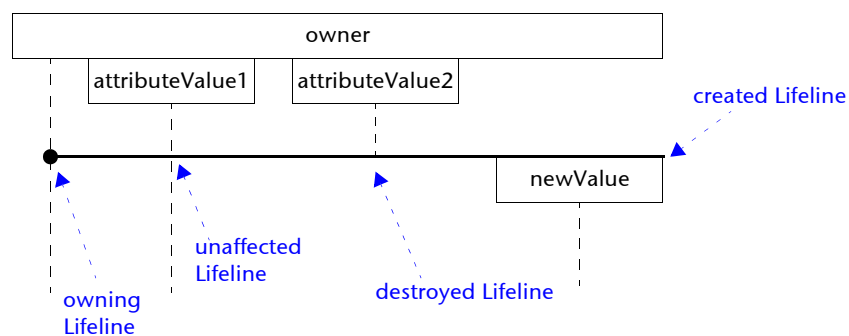 owner
attributeValue1
attributeValue2
created Lifeline
newValue
unaffected
Lifeline
destroyed Lifeline
owning
Lifeline